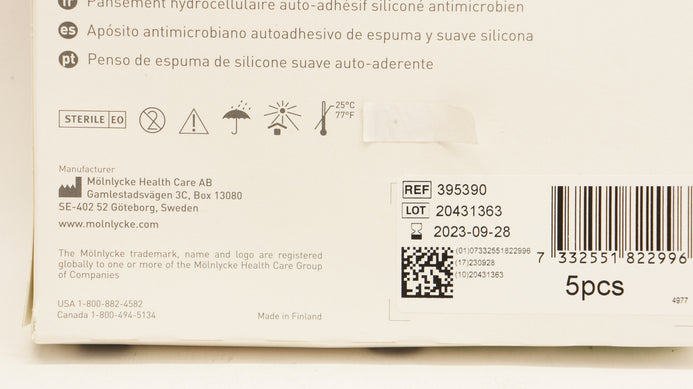 fr Pansement hydrocellulaire auto-adhésif siliconé antimicrobien
es Apósito antimicrobiano autoadhesivo de espuma y suave silicona
pt Penso de espuma de silicone suave auto-aderente
STERILE EO
2
25°C
77°F
Manufacturer
Mölnlycke Health Care AB
Gamlestadsvägen 3C, Box 13080
SE-402 52 Göteborg, Sweden
www.molnlycke.com
The Mölnlycke trademark, name and logo are registered
globally to one or more of the Mölnlycke Health Care Group
of Companies
USA 1-800-882-4582
Canada 1-800-494-5134
Made in Finland
REF 395390
LOT 20431363
2023-09-28
(01)07332551822996
(17)230928
(10)20431363
7 332551 822996
5pcs
4977